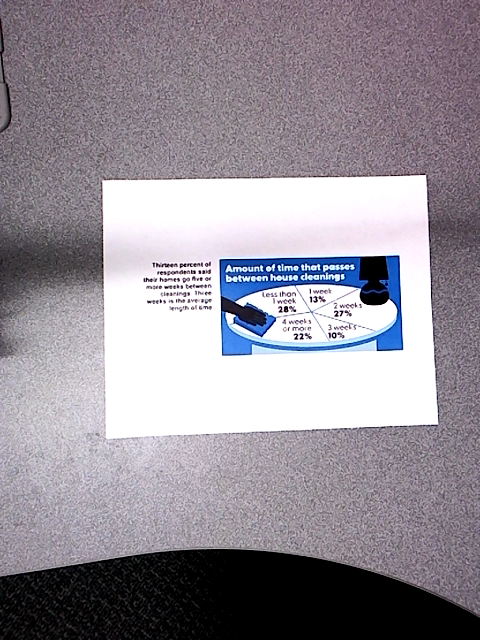 Thirteen percent of
respondents said
their homes go five or
more weeks between
cleanings. Three
weeks is the average
length of time
Amount of time that passes
between house cleanings
Less than
1 week
28%
1 week
13%
2 weeks
27%
4 weeks
or more
22%
3 weeks
10%